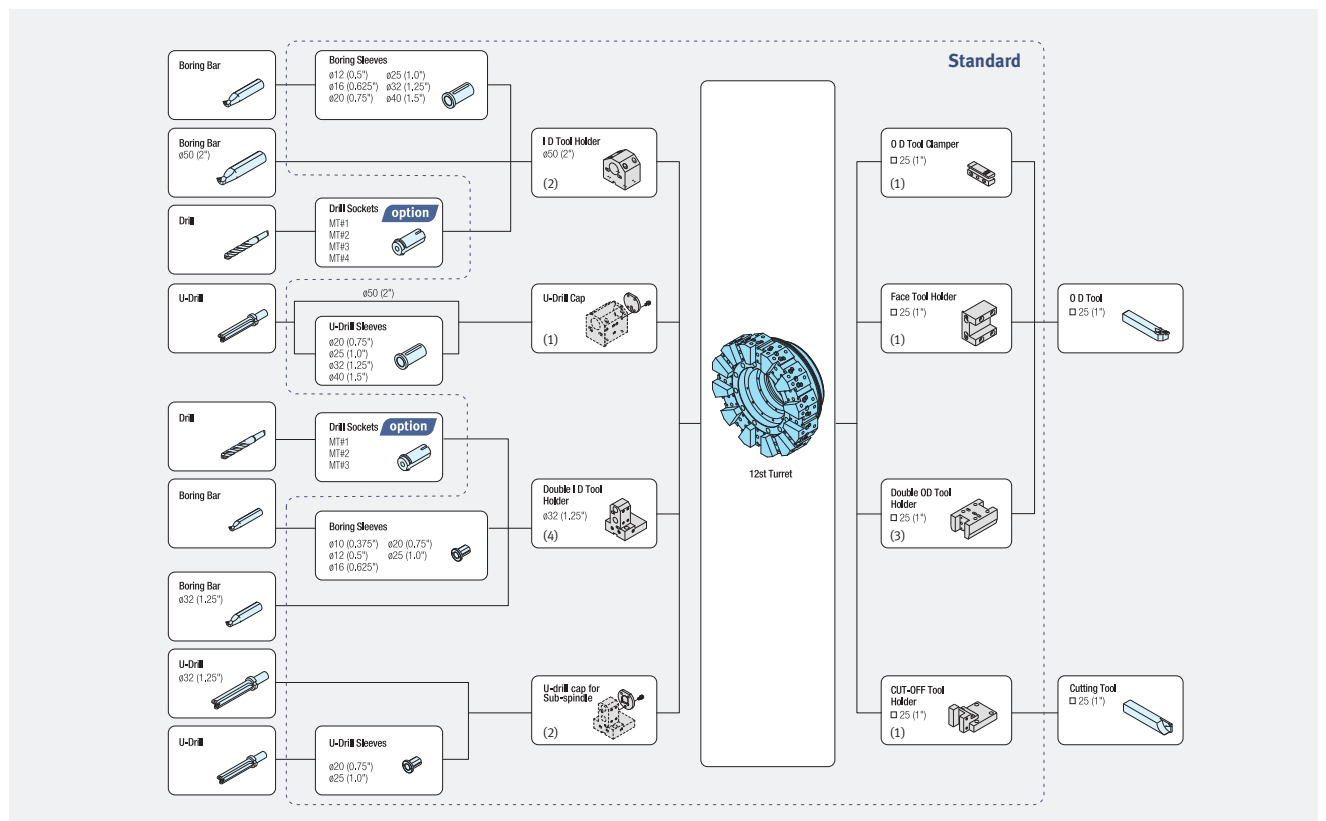 Standard
Boring Bar
Boring Sleeves
ø12 (0.5") ø25 (1.0")
ø16 (0.625") ø32 (1.25")
ø20 (0.75") ø40 (1.5")
Boring Bar
ø50 (2")
I D Tool Holder
ø50 (2")
(2)
O D Tool Clamper
□ 25 (1")
(1)
Drill
Drill Sockets
option
MT#1
MT#2
MT#3
MT#4
U-Drill
ø50 (2")
U-Drill Sleeves
ø20 (0.75")
ø25 (1.0")
ø32 (1.25")
ø40 (1.5")
U-Drill Cap
(1)
Face Tool Holder
□ 25 (1")
(1)
O D Tool
□ 25 (1")
12st Turret
Drill
Drill Sockets
option
MT#1
MT#2
MT#3
Boring Bar
Boring Sleeves
ø10 (0.375") ø20 (0.75")
ø12 (0.5") ø25 (1.0")
ø16 (0.625")
Double I D Tool
Holder
ø32 (1.25")
(4)
Double OD Tool
Holder
□ 25 (1")
(3)
Boring Bar
ø32 (1.25")
U-Drill
ø32 (1.25")
U-drill cap for
Sub-spindle
(2)
CUT-OFF Tool
Holder
□ 25 (1")
(1)
Cutting Tool
□ 25 (1")
U-Drill
U-Drill Sleeves
ø20 (0.75")
ø25 (1.0")